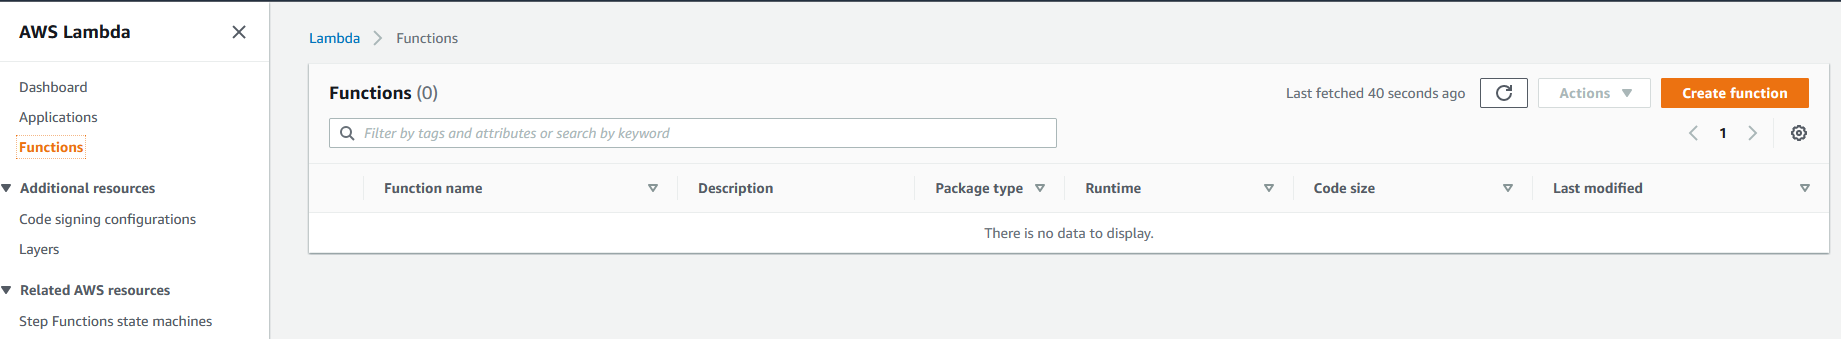 AWS Lambda
Dashboard
Applications
Functions
Additional resources
Code signing configurations
Layers
Related AWS resources
Step Functions state machines
Lambda Functions
Functions (0) Last fetched 40 seconds ago Actions Create function
Filter by tags and attributes or search by keyword 1
Function name Description Package type Runtime Code size Last modified
There is no data to display.